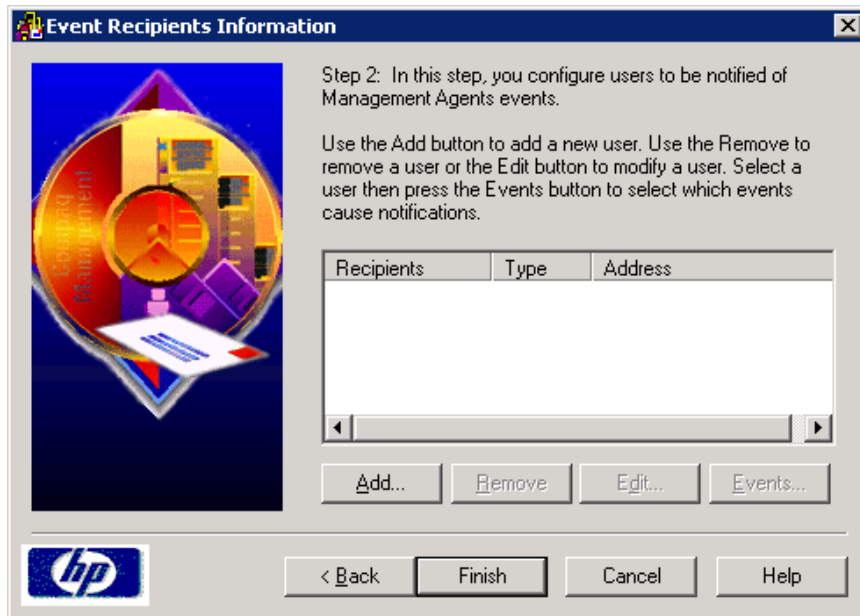 Event Recipients Information
Step 2: In this step, you configure users to be notified of
Management Agents events.
Use the Add button to add a new user. Use the Remove to
remove a user or the Edit button to modify a user. Select a
user then press the Events button to select which events
cause notifications.
Recipients Type Address
Compaq
Management
Add... Remove Edit... Events...
hp
< Back Finish Cancel Help